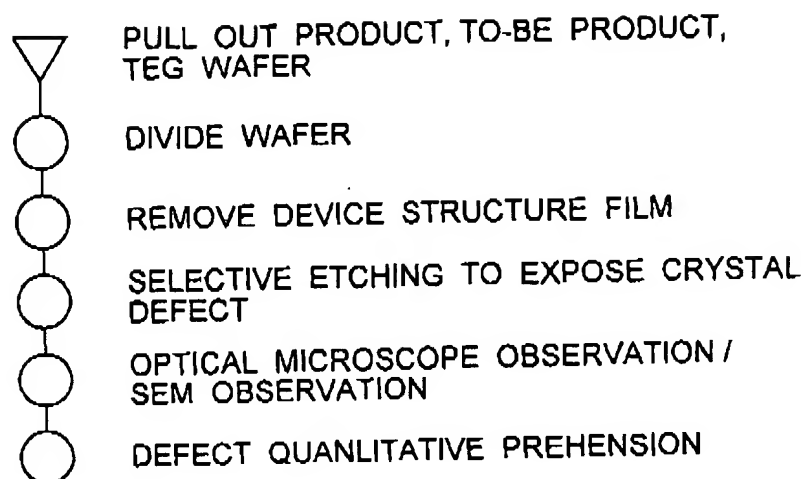 PULL OUT PRODUCT, TO-BE PRODUCT,
TEG WAFER
DIVIDE WAFER
REMOVE DEVICE STRUCTURE FILM
SELECTIVE ETCHING TO EXPOSE CRYSTAL
DEFECT
OPTICAL MICROSCOPE OBSERVATION /
SEM OBSERVATION
DEFECT QUANLITATIVE PREHENSION